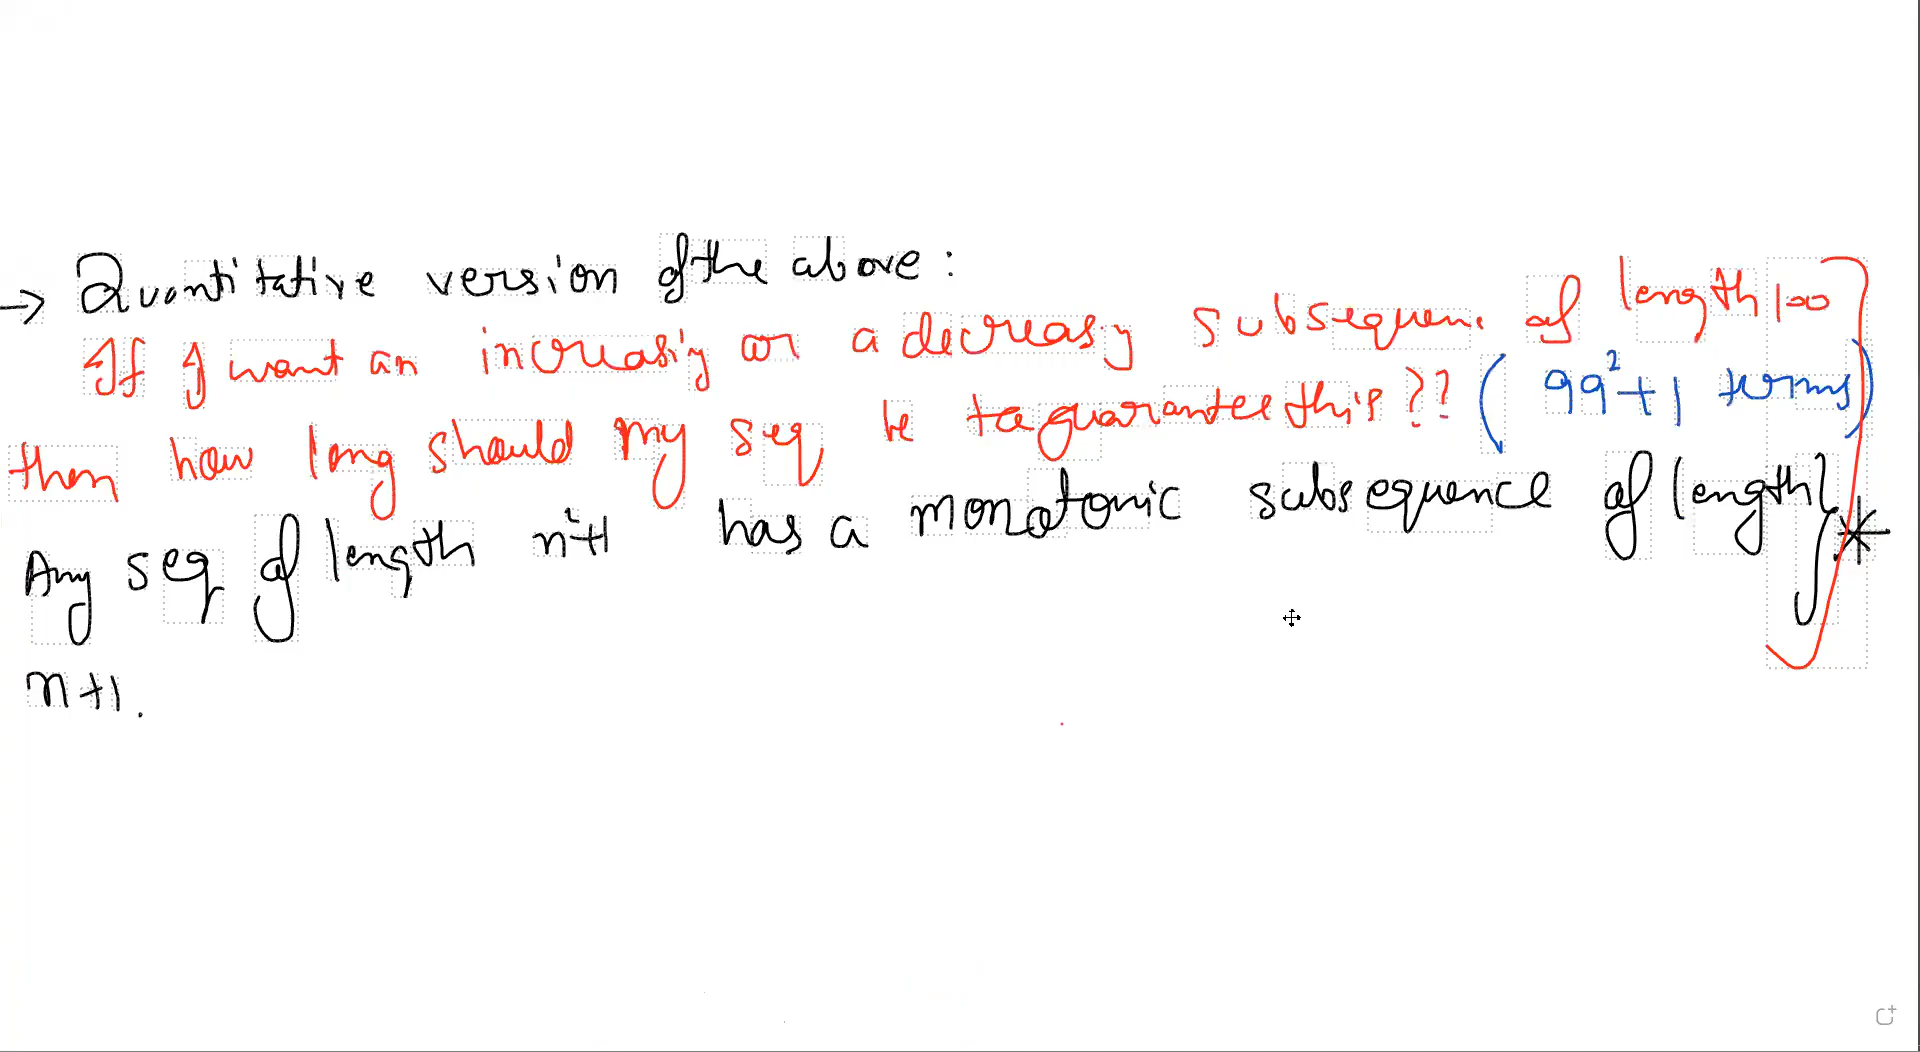 → Quantitative version of the above:
If I want an increasing or a decreasy subsequenc of length 100
then how long should my seq be to guarantee this?? (99²+1 terms)
Any seq of length n²+1 has a monotonic subsequence of length *
n+1.